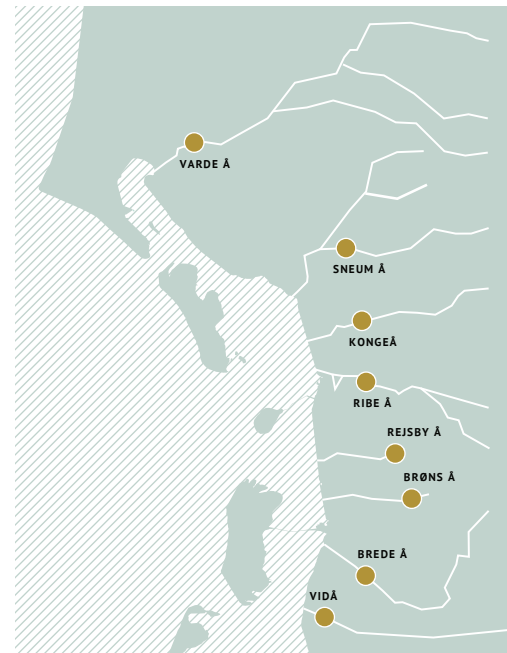 VARDE Å
SNEUM Å
KONGEÅ
RIBE Å
REJSBY Å
BRØNS Å
BREDE Å
VIDÅ